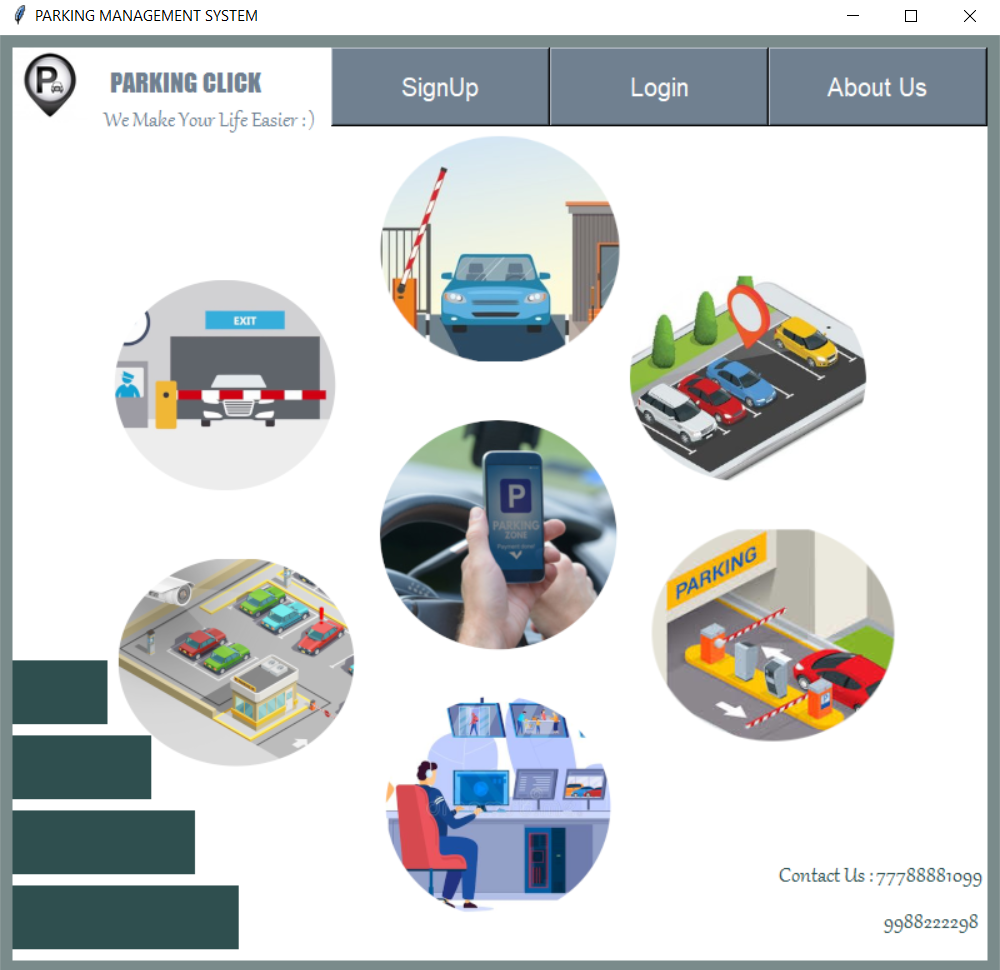 PARKING MANAGEMENT SYSTEM
P
PARKING CLICK
We Make Your Life Easier : )
SignUp
Login
About Us
EXIT
P
PARKING
ZONE
PARKING
Contact Us : 77788881099
9988222298